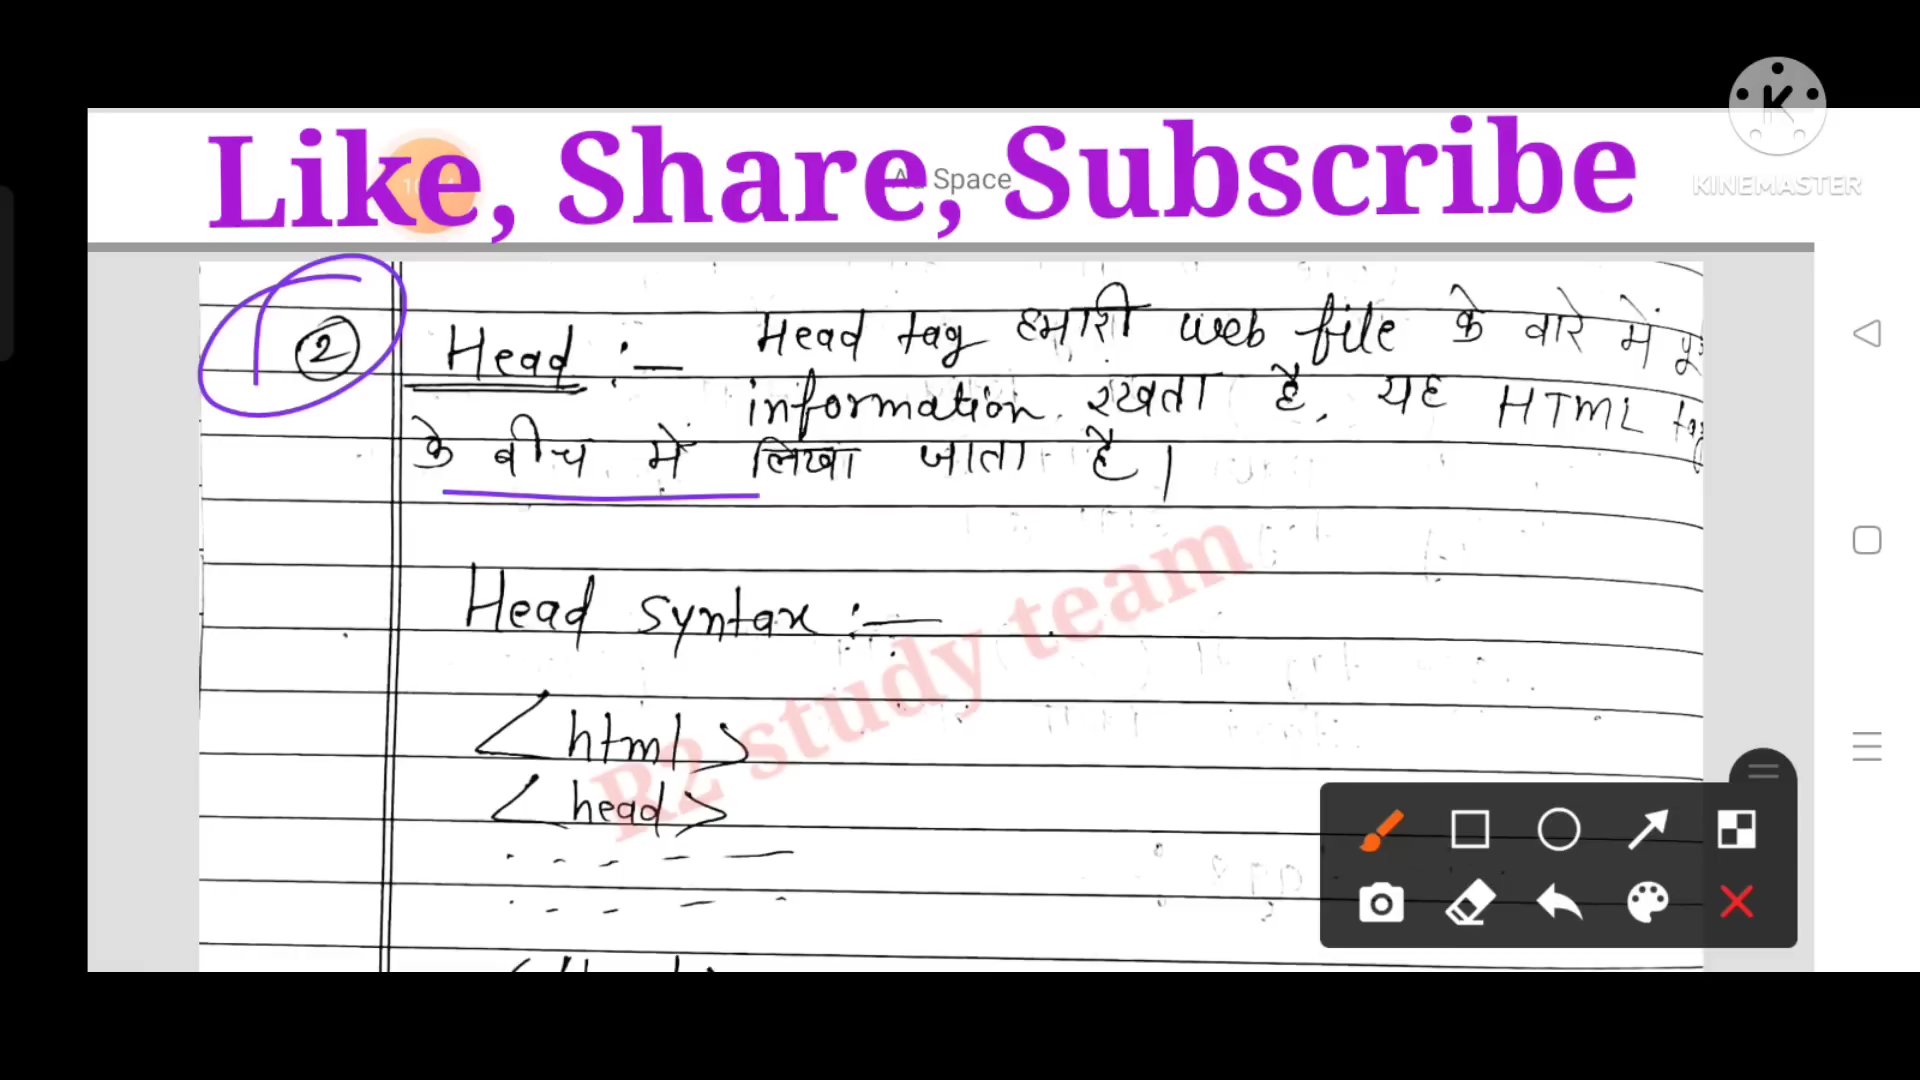 Like, Share, Subscribe
Space
KINEMASTER
② Head :- Head tag हमारी web file के बारे में
information रखता है, यह HTML tag
के बीच में लिखा जाता है।
Head syntax :-
<html>
<head>
R2 study team